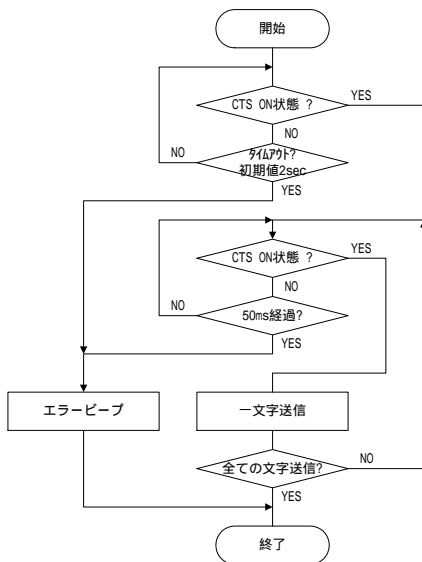 開始
CTS ON状態 ?
YES
NO
NO
ﾀｲﾑｱｳﾄ?
初期値2sec
YES
CTS ON状態 ?
YES
NO
NO
50ms経過?
YES
エラービープ
一文字送信
全ての文字送信?
NO
YES
終了